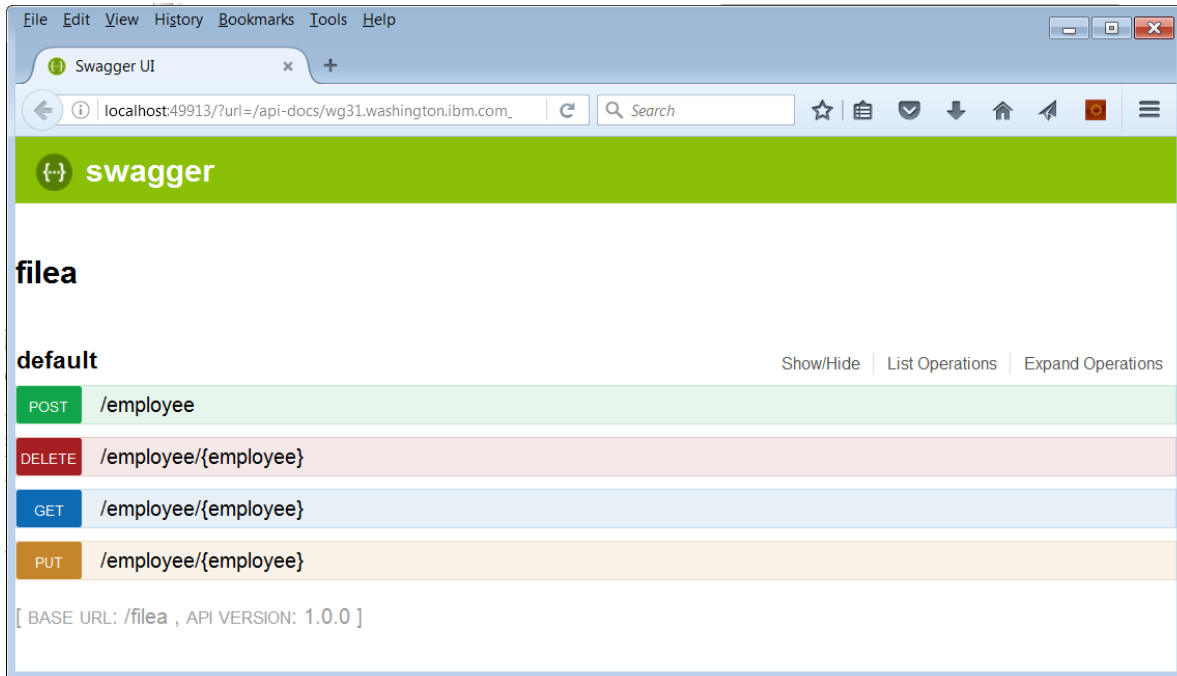 File Edit View History Bookmarks Tools Help
Swagger UI
localhost:49913/?url=/api-docs/wg31.washington.ibm.com_
Search
{··} swagger
filea
default
Show/Hide List Operations Expand Operations
POST /employee
DELETE /employee/{employee}
GET /employee/{employee}
PUT /employee/{employee}
[ BASE URL: /filea , API VERSION: 1.0.0 ]